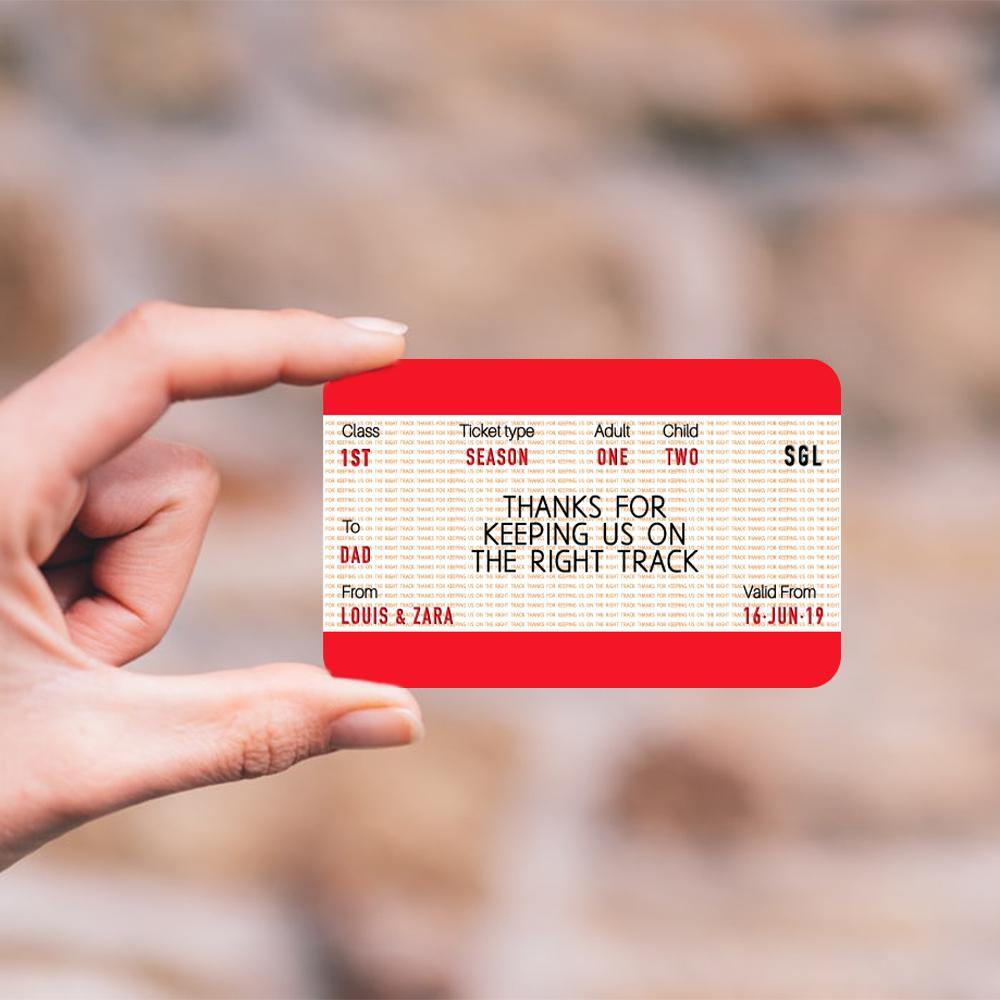 Class Ticket type Adult Child
1ST SEASON ONE TWO SGL
THANKS FOR
KEEPING US ON
THE RIGHT TRACK
To
DAD
From Valid From
LOUIS & ZARA 16·JUN·19